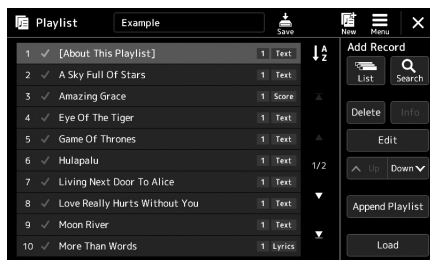 Playlist Example Save New Menu
1 [About This Playlist] 1 Text
2 A Sky Full Of Stars 1 Text
3 Amazing Grace 1 Score
4 Eye Of The Tiger 1 Text
5 Game Of Thrones 1 Text
6 Hulapalu 1 Text
7 Living Next Door To Alice 1 Text
8 Love Really Hurts Without You 1 Text
9 Moon River 1 Text
10 More Than Words 1 Lyrics
A
Z
1/2
Add Record
List Search
Delete Info
Edit
Up Down
Append Playlist
Load